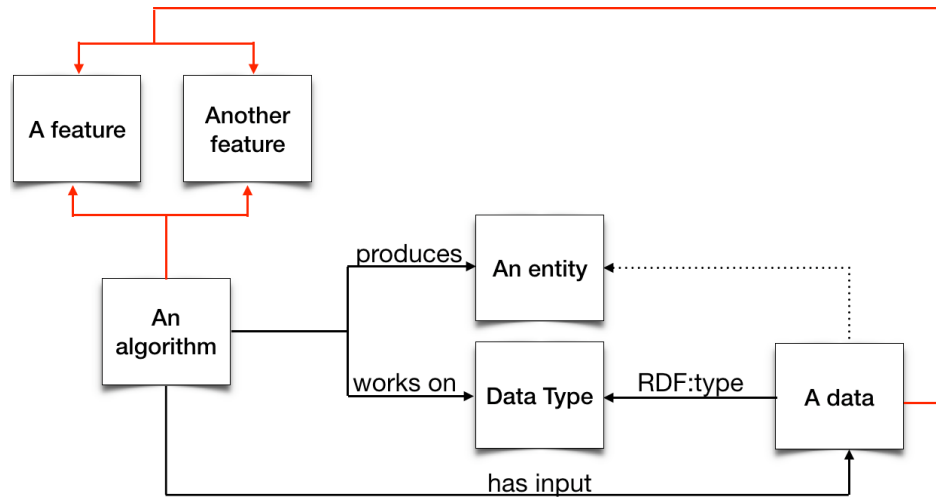 A feature
Another
feature
produces
An entity
An
algorithm
works on
Data Type
RDF:type
A data
has input